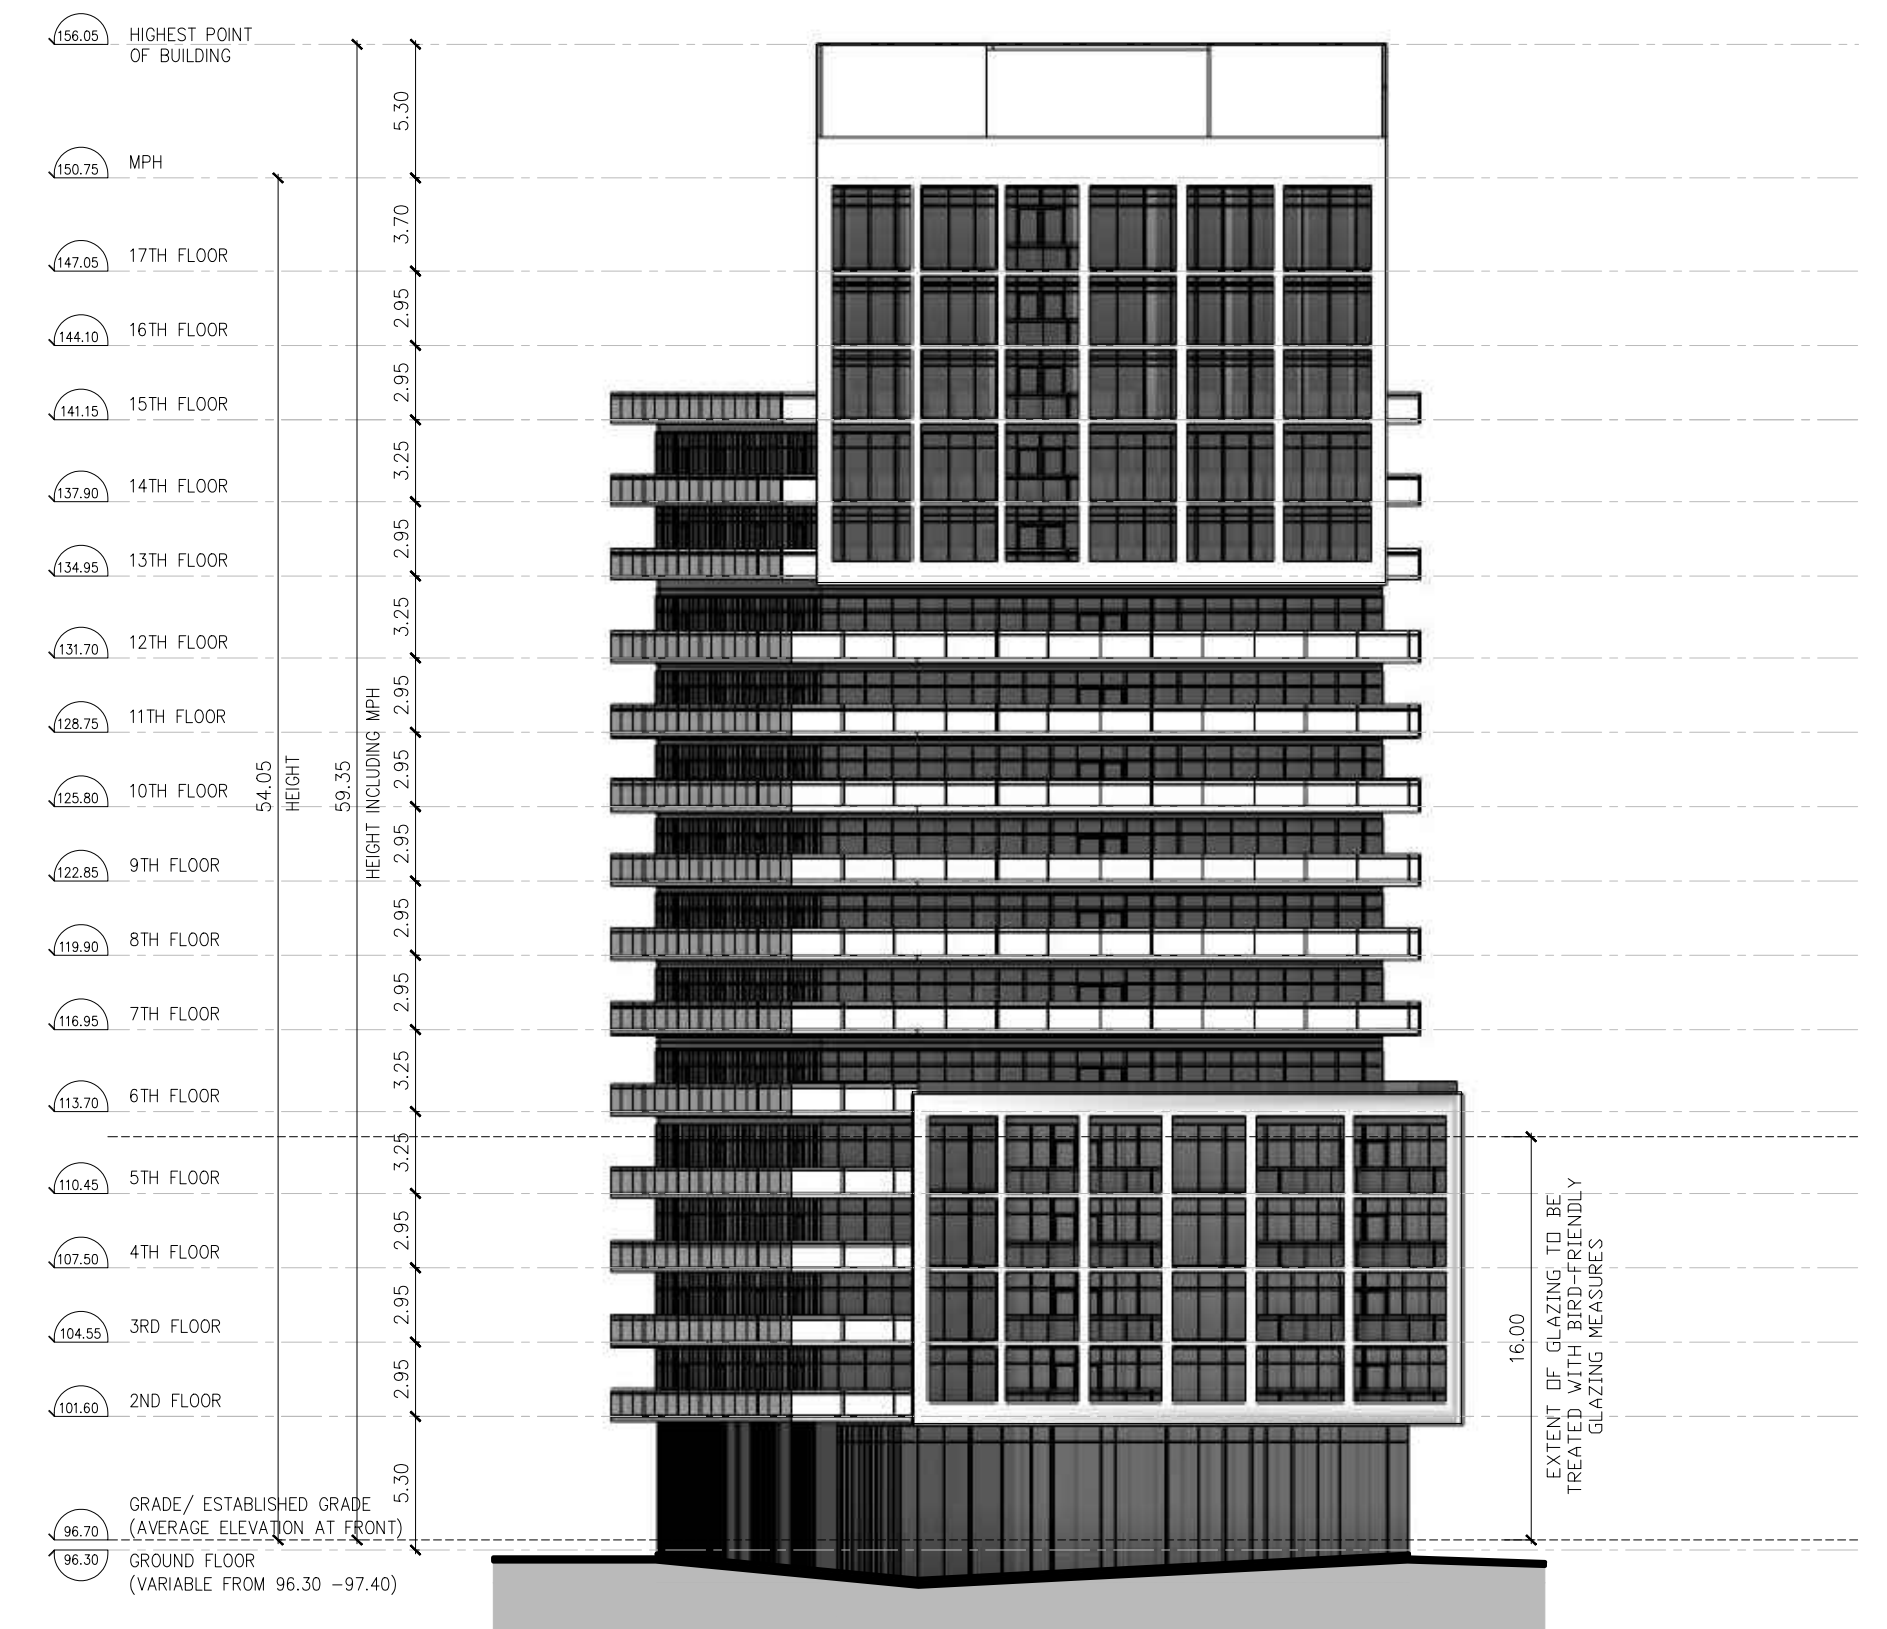 156.05 HIGHEST POINT
OF BUILDING
5.30
150.75 MPH
3.70
147.05 17TH FLOOR
2.95
144.10 16TH FLOOR
2.95
141.15 15TH FLOOR
3.25
137.90 14TH FLOOR
2.95
134.95 13TH FLOOR
3.25
131.70 12TH FLOOR
2.95
128.75 11TH FLOOR
2.95
125.80 10TH FLOOR
2.95
122.85 9TH FLOOR
2.95
119.90 8TH FLOOR
2.95
116.95 7TH FLOOR
3.25
113.70 6TH FLOOR
3.25
110.45 5TH FLOOR
2.95
107.50 4TH FLOOR
2.95
104.55 3RD FLOOR
2.95
101.60 2ND FLOOR
5.30
96.70 GRADE/ ESTABLISHED GRADE
(AVERAGE ELEVATION AT FRONT)
96.30 GROUND FLOOR
(VARIABLE FROM 96.30 -97.40)
54.05
HEIGHT
59.35
HEIGHT INCLUDING MPH
16.00
EXTENT OF GLAZING TO BE
TREATED WITH BIRD-FRIENDLY
GLAZING MEASURES